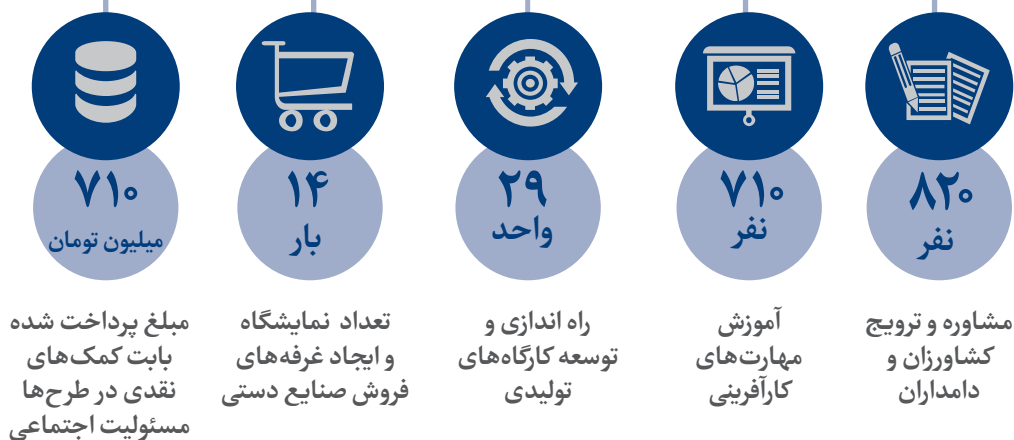 ۸۲۰
نفر
مشاوره و ترویج
کشاورزان و
دامداران
۷۱۰
نفر
آموزش
مهارت‌های
کارآفرینی
۲۹
واحد
راه اندازی و
توسعه کارگاه‌های
تولیدی
۱۴
بار
تعداد نمایشگاه
و ایجاد غرفه‌های
فروش صنایع دستی
۷۱۰
میلیون تومان
مبلغ پرداخت شده
بابت کمک‌های
نقدی در طرح‌ها
مسئولیت اجتماعی